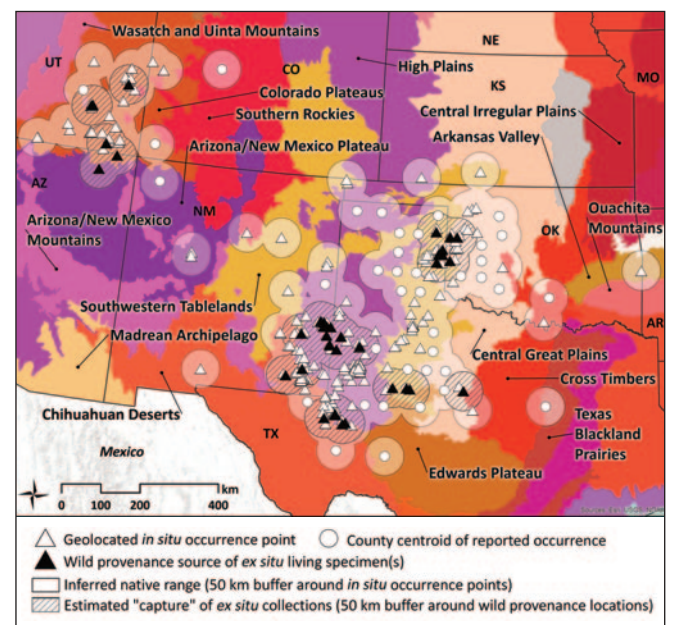 Wasatch and Uinta Mountains
NE
UT
CO
High Plains
MO
KS
Colorado Plateaus
Central Irregular Plains
Southern Rockies
Arkansas Valley
Arizona/New Mexico Plateau
AZ
Ouachita
Mountains
NM
Arizona/New Mexico
Mountains
OK
Southwestern Tablelands
AR
Madrean Archipelago
Central Great Plains
Cross Timbers
Chihuahuan Deserts
Texas
Blackland
Prairies
TX
Mexico
Edwards Plateau
0 100 200 400
km
Geolocated in situ occurrence point
County centroid of reported occurrence
Wild provenance source of ex situ living specimen(s)
Inferred native range (50 km buffer around in situ occurrence points)
Estimated "capture" of ex situ collections (50 km buffer around wild provenance locations)